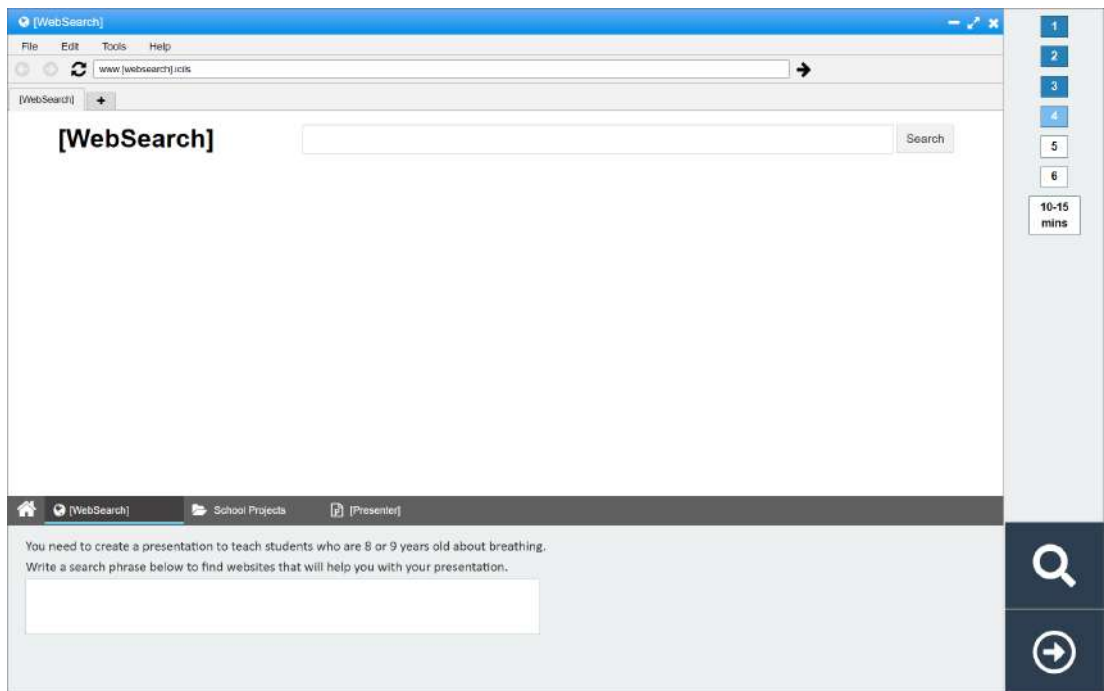 [WebSearch]
File Edit Tools Help
www.[websearch].icils
[WebSearch] +
[WebSearch]
Search
[WebSearch] School Projects [Presenter]
You need to create a presentation to teach students who are 8 or 9 years old about breathing.
Write a search phrase below to find websites that will help you with your presentation.
1
2
3
4
5
6
10-15
mins